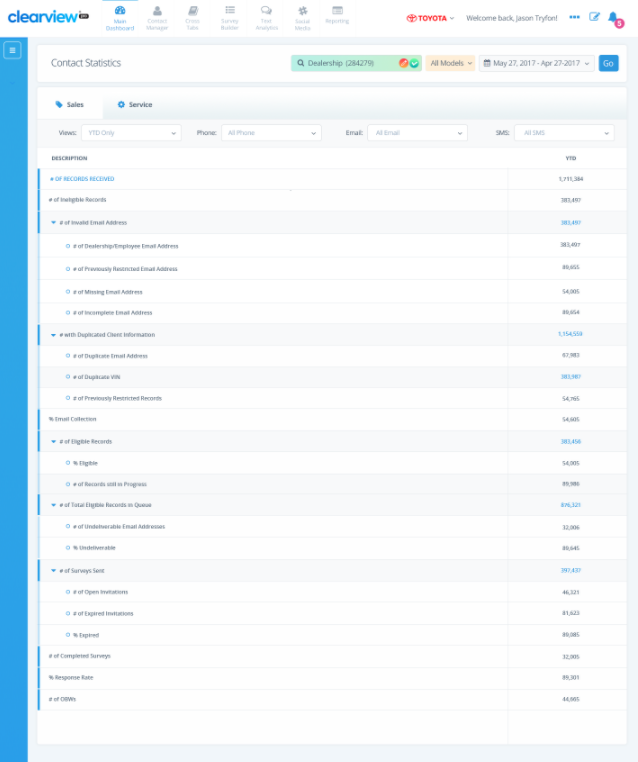 clearview PRO
Main Dashboard
Contact Manager
Cross Tabs
Survey Builder
Text Analytics
Social Media
Reporting
TOYOTA
Welcome back, Jason Tryfon!
5
Contact Statistics
Dealership (284279)
All Models
May 27, 2017 - Apr 27-2017
Go
Sales
Service
Views: YTD Only
Phone: All Phone
Email: All Email
SMS: All SMS
DESCRIPTION YTD
# OF RECORDS RECEIVED 1,711,384
# of Ineligible Records 383,497
# of Invalid Email Address 383,497
# of Dealership/Employee Email Address 383,497
# of Previously Restricted Email Address 89,655
# of Missing Email Address 54,005
# of Incomplete Email Address 89,654
# with Deplicated Client Information 1,154,559
# of Duplicate Email Address 67,983
# of Duplicate VIN 383,987
# of Previously Restricted Records 54,765
% Email Collection 54,605
# of Eligible Records 383,456
% Eligible 54,005
# of Records still in Progress 89,986
# of Total Eligible Records in Queue 816,321
# of Undeliverable Email Addresses 32,006
% Undeliverable 89,645
# of Surveys Sent 397,437
# of Open Invitations 46,321
# of Expired Invitations 81,623
% Expired 89,085
# of Completed Surveys 32,005
% Response Rate 89,301
# of OBWs 44,665